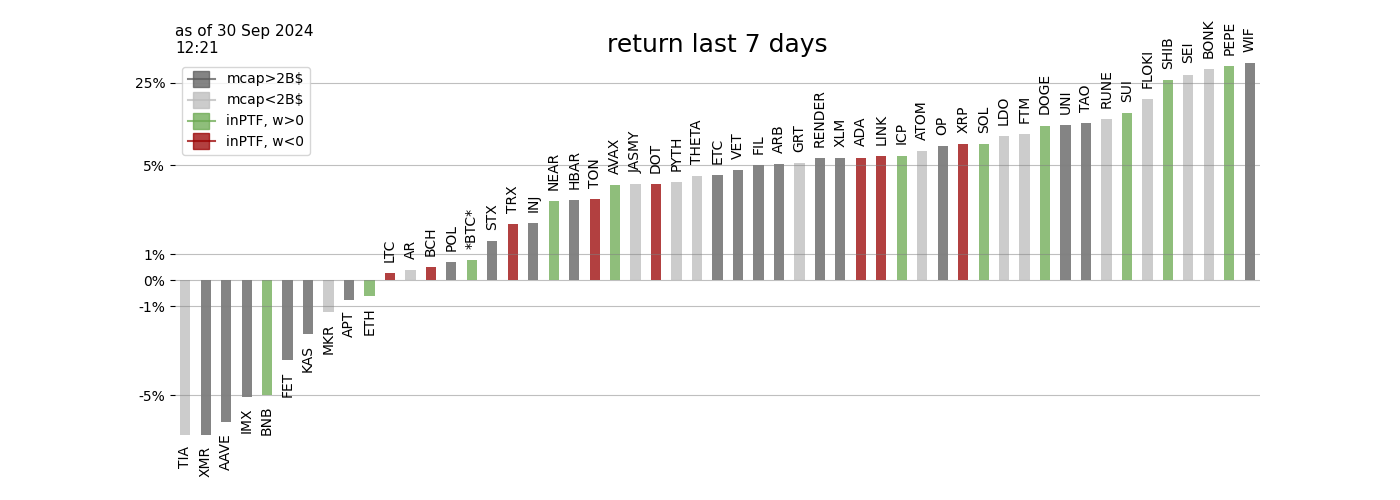 as of 30 Sep 2024
12:21
return last 7 days
mcap>2B$
mcap<2B$
inPTF, w>0
inPTF, w<0
25%
5%
1%
0%
-1%
-5%
TIA
XMR
AAVE
IMX
BNB
FET
KAS
MKR
APT
ETH
LTC
AR
BCH
POL
*BTC*
STX
TRX
INJ
NEAR
HBAR
TON
AVAX
JASMY
DOT
PYTH
THETA
ETC
VET
FIL
ARB
GRT
RENDER
XLM
ADA
LINK
ICP
ATOM
OP
XRP
SOL
LDO
FTM
DOGE
UNI
TAO
RUNE
SUI
FLOKI
SHIB
SEI
BONK
PEPE
WIF